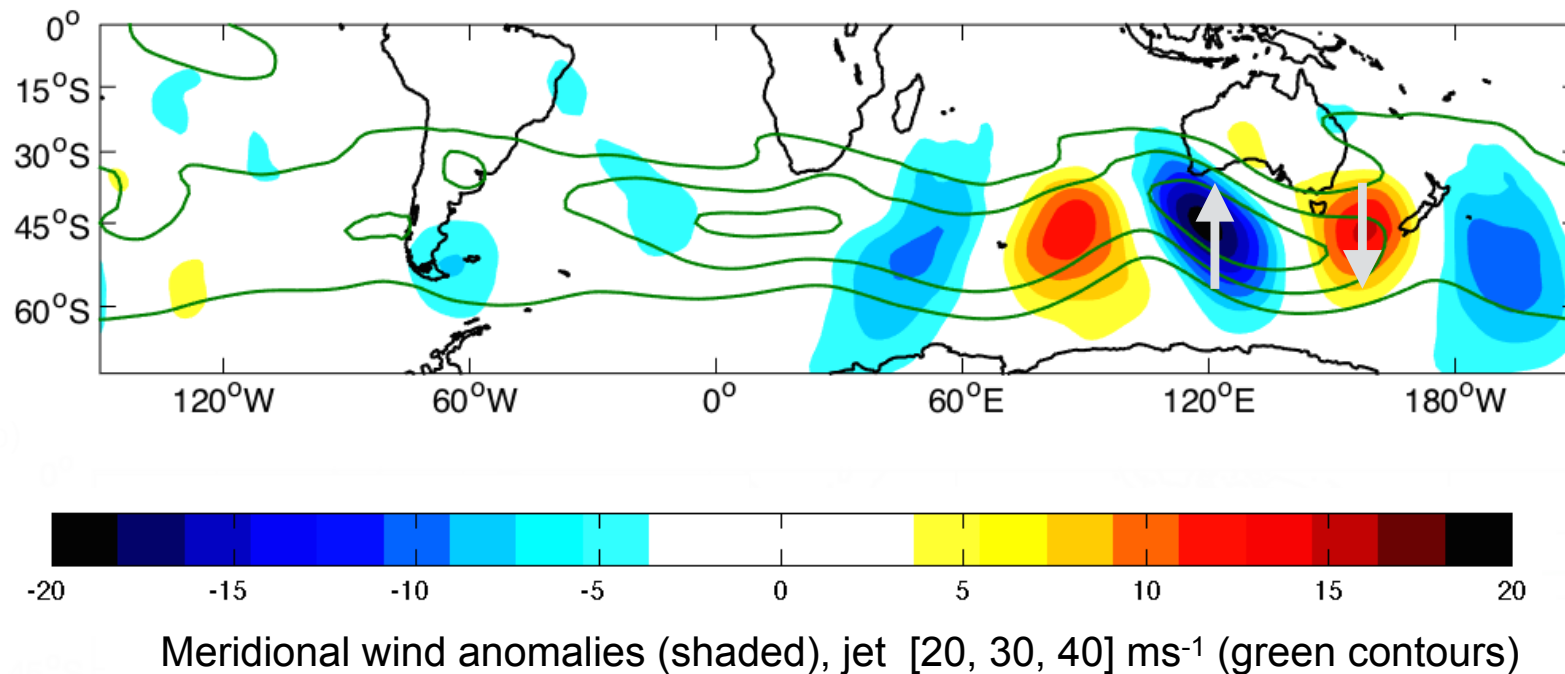 0°
15°S
30°S
45°S
60°S
120°W 60°W 0° 60°E 120°E 180°W
-20 -15 -10 -5 0 5 10 15 20
Meridional wind anomalies (shaded), jet [20, 30, 40] ms-1 (green contours)